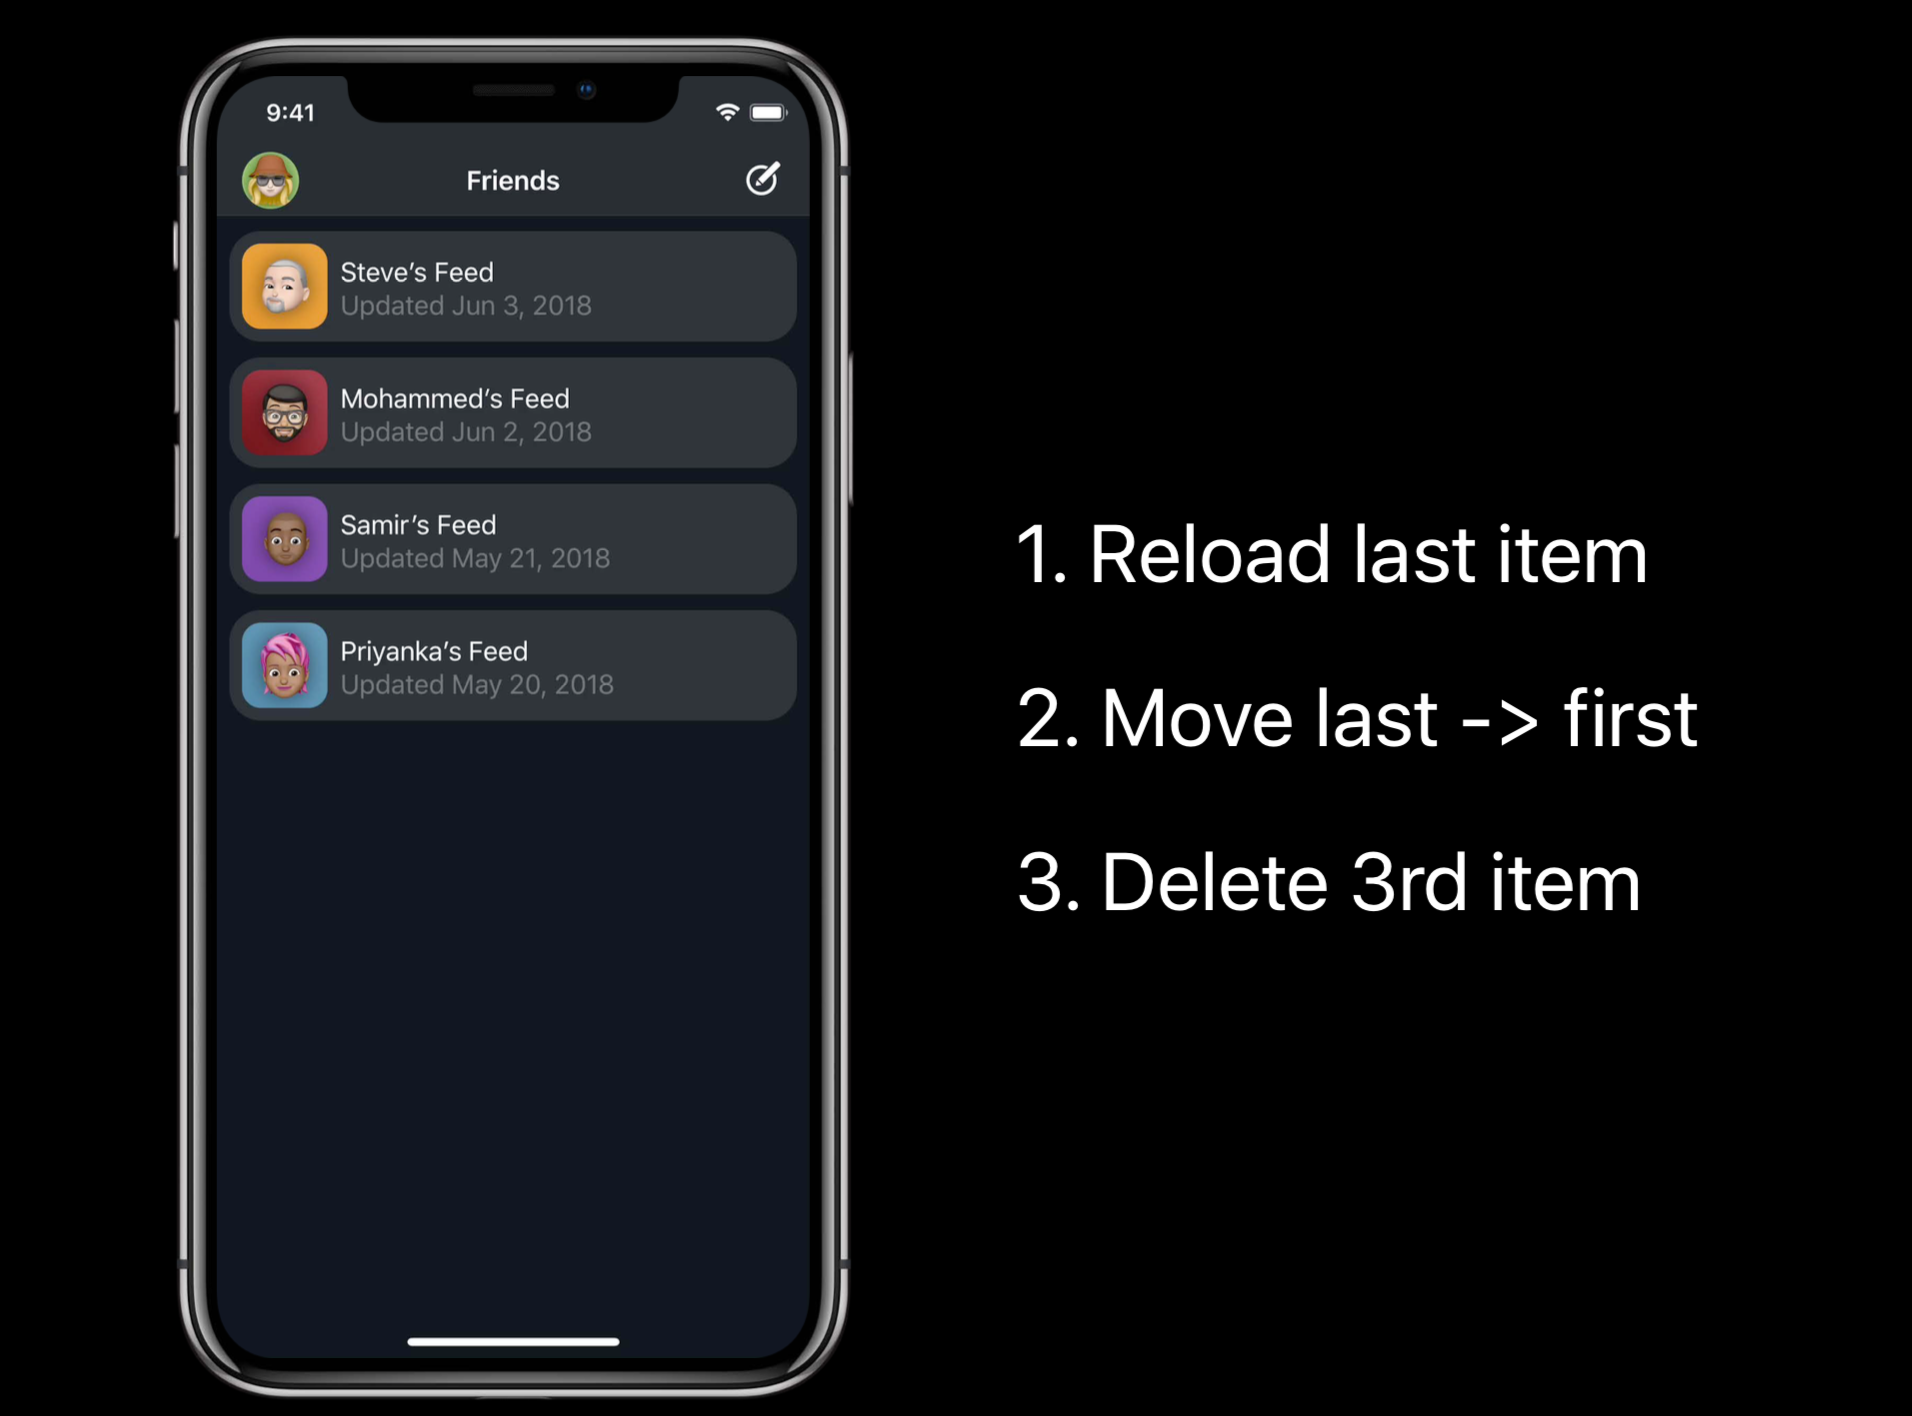 9:41
Friends
Steve’s Feed
Updated Jun 3, 2018
Mohammed’s Feed
Updated Jun 2, 2018
Samir’s Feed
Updated May 21, 2018
Priyanka’s Feed
Updated May 20, 2018
1. Reload last item
2. Move last -> first
3. Delete 3rd item